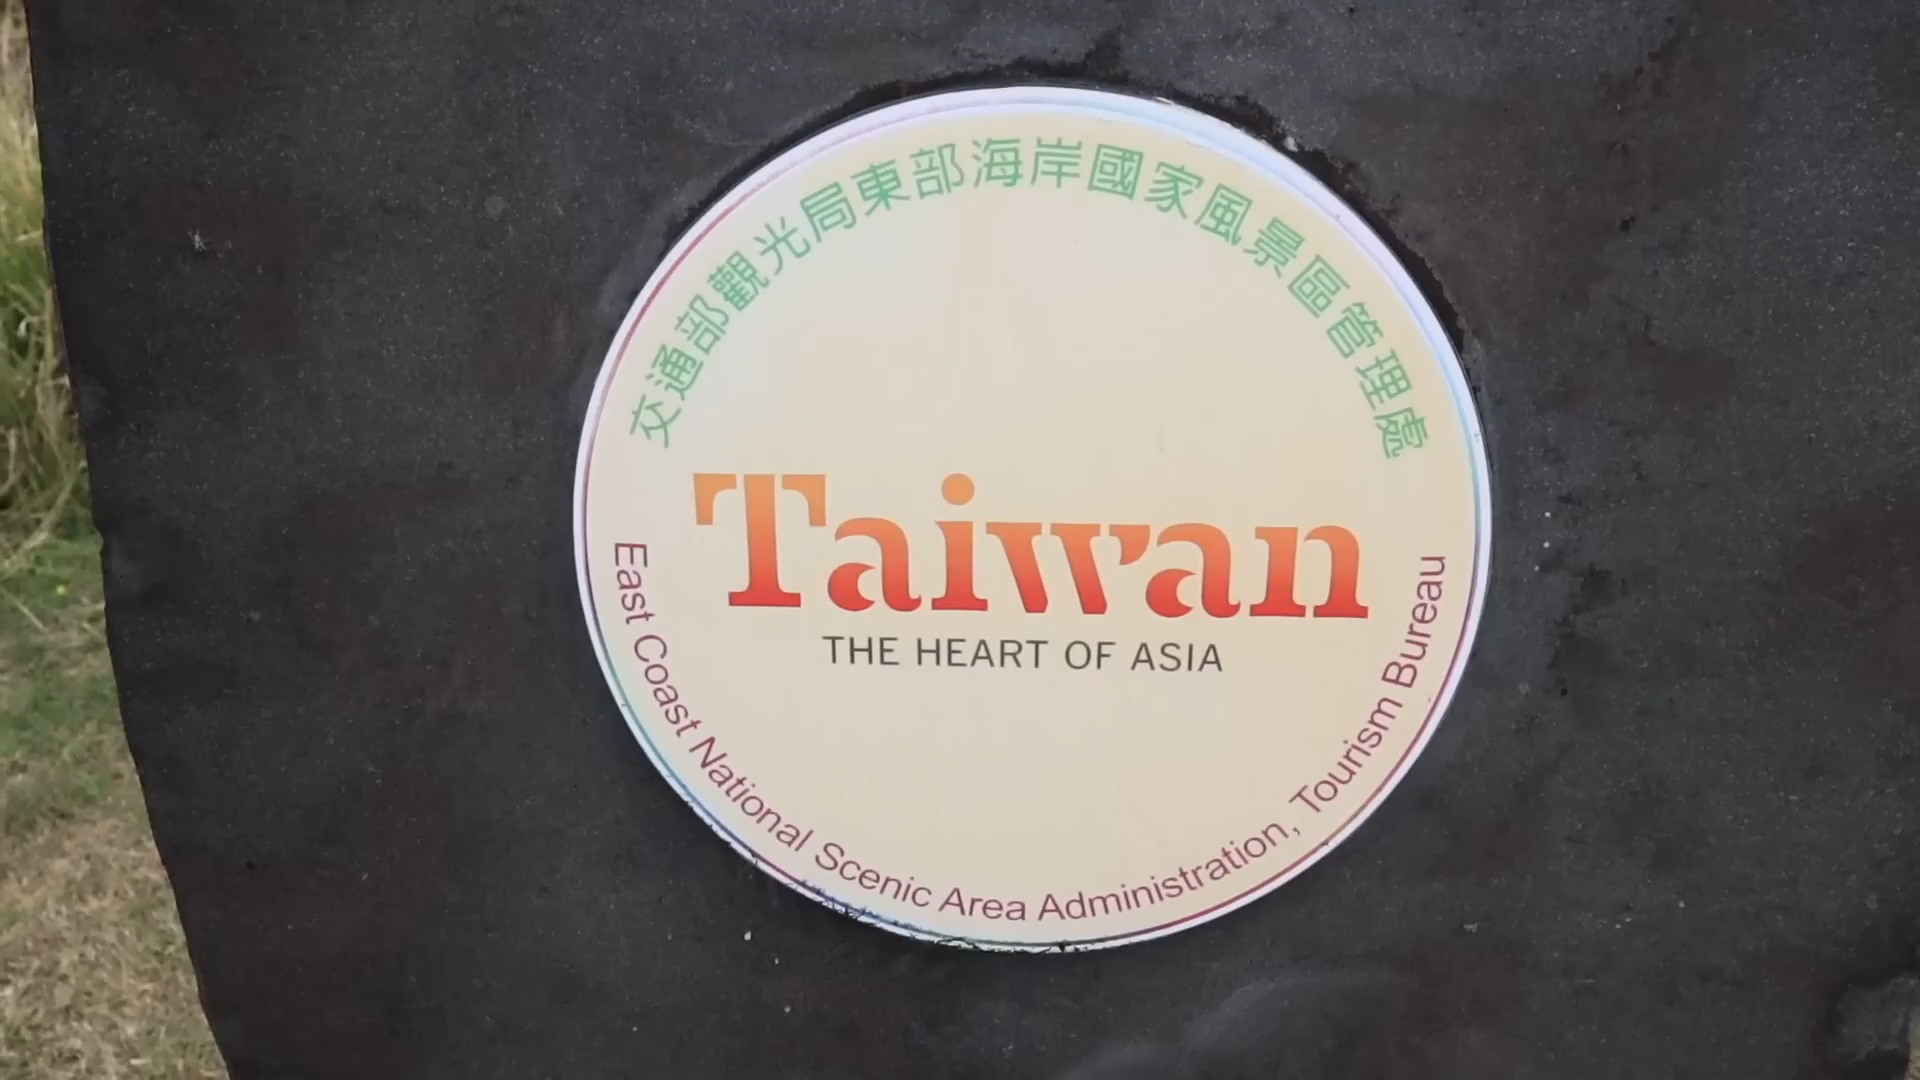 交通部觀光局東部海岸國家風景區管理處
Taiwan
THE HEART OF ASIA
East Coast National Scenic Area Administration, Tourism Bureau